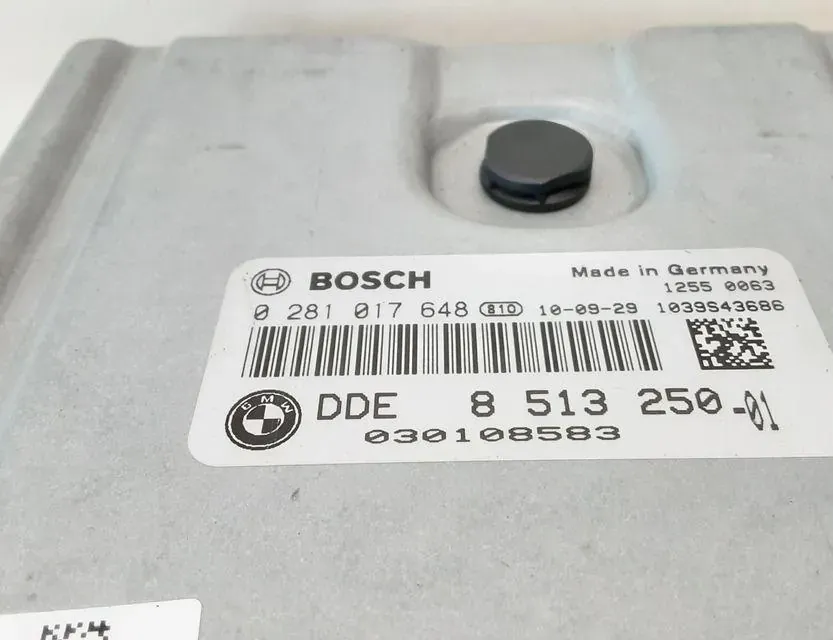 BOSCH
Made in Germany
1255 0063
0 281 017 648 810 10-09-29 1039S43686
BMW
DDE 8 513 250-01
030108583